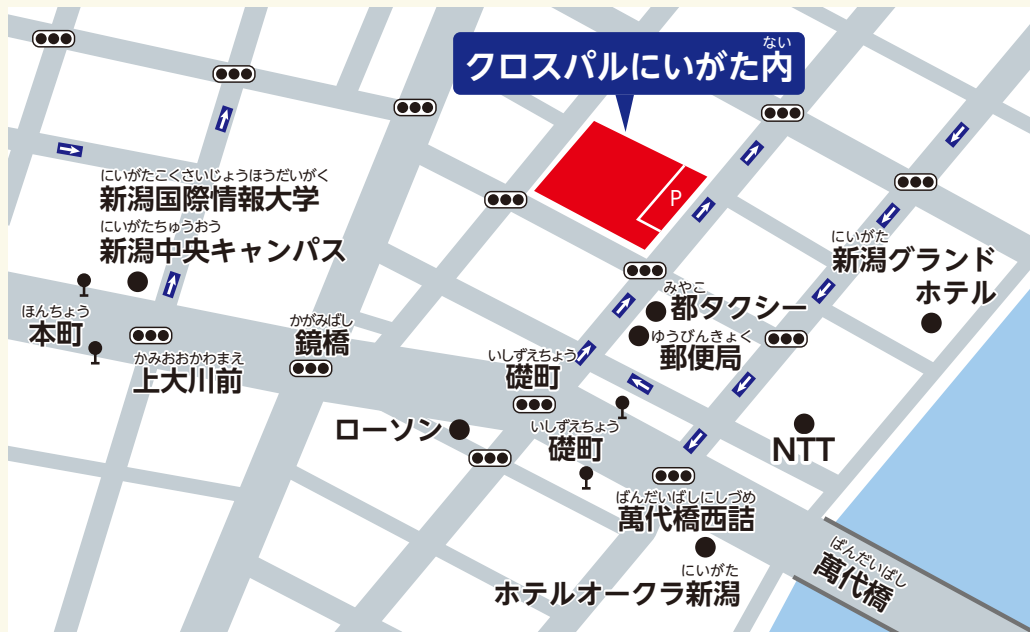 ない
クロスパルにいがた内
P
にいがたこくさいじょうほうだいがく
新潟国際情報大学
にいがたちゅうおう
新潟中央キャンパス
にいがた
新潟グランド
ホテル
みやこ
都タクシー
ゆうびんきょく
郵便局
ほんちょう
本町
かみおおかわまえ
上大川前
かがみばし
鏡橋
いしずえちょう
礎町
ローソン
いしずえちょう
礎町
NTT
ばんだいばしにしづめ
萬代橋西詰
にいがた
ホテルオークラ新潟
ばんだいばし
萬代橋